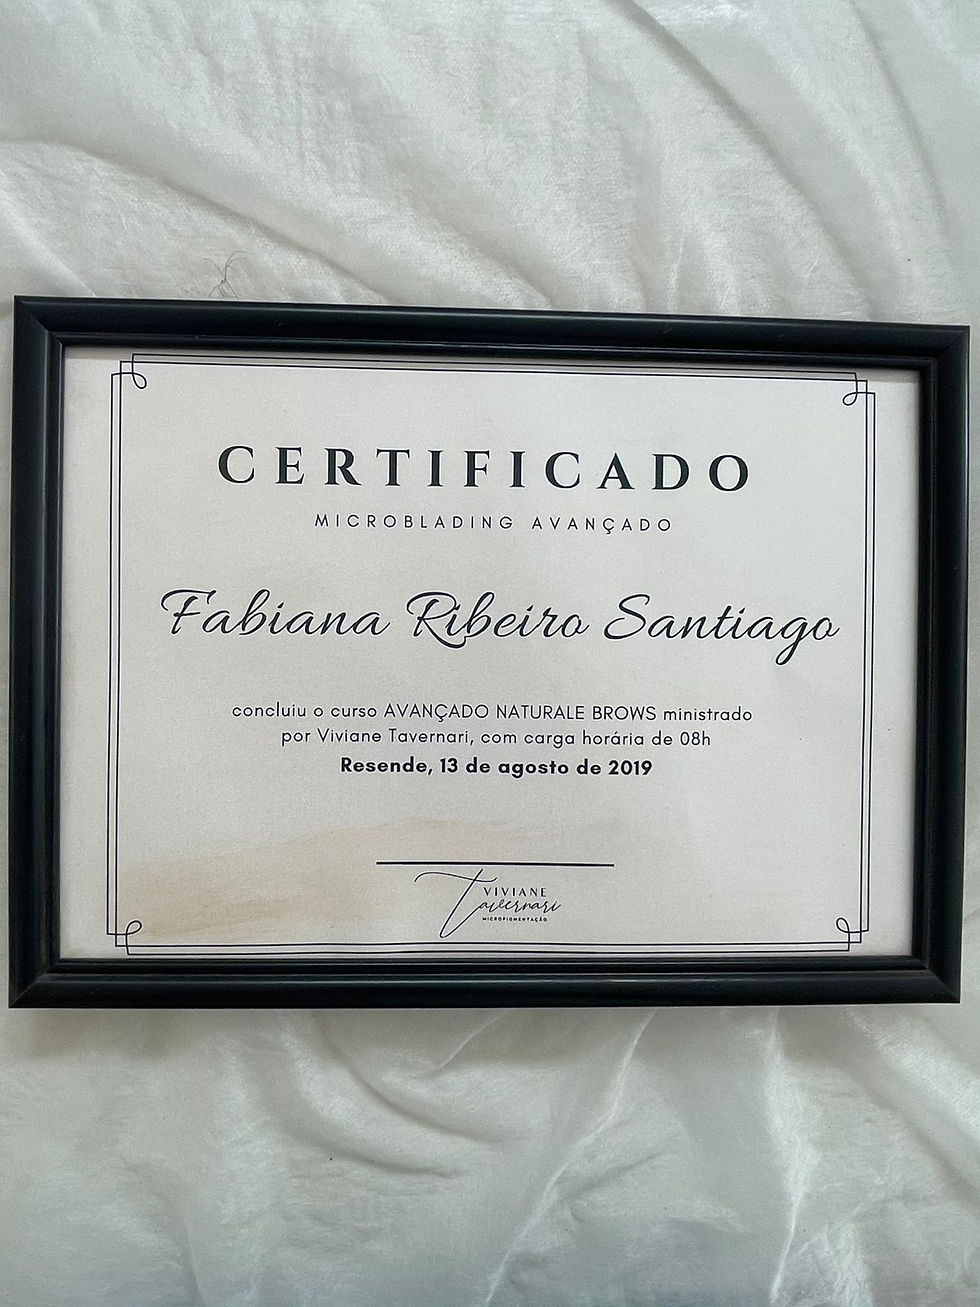 CERTIFICADO
MICROBLADING AVANÇADO
Fabiana Ribeiro Santiago
concluiu o curso AVANÇADO NATURALE BROWS ministrado
por Viviane Tavernari, com carga horária de 08h
Resende, 13 de agosto de 2019
VIVIANE
Tavernari
MICROPIGMENTAÇÃO